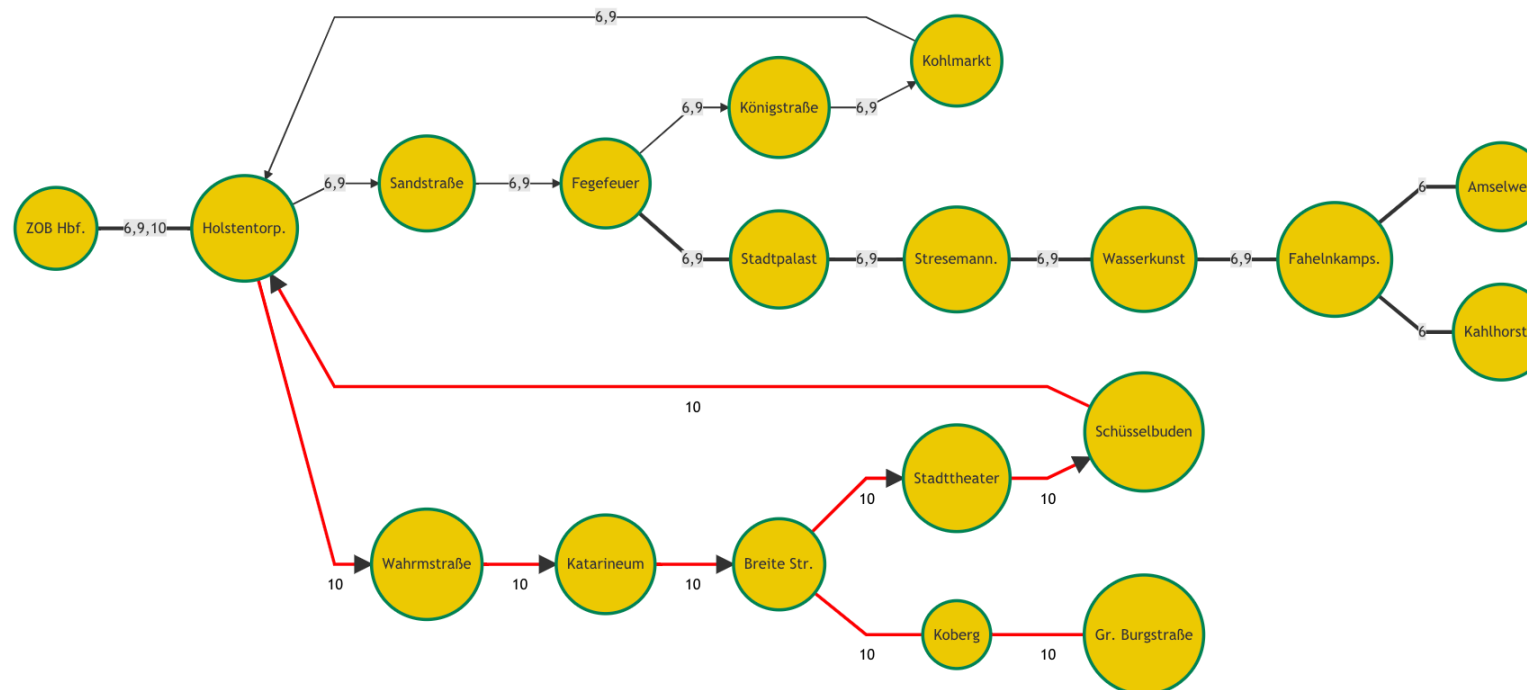 6,9
Kohlmarkt
Königstraße
6,9
6,9
Sandstraße
Fegefeuer
6,9
6,9
ZOB Hbf.
6,9,10
Holstentorp.
Amselwe
6
6,9
Stadtpalast
6,9
Stresemann.
6,9
Wasserkunst
6,9
Fahelnkamps.
6
Kahlhorst
10
Schüsselbuden
Stadttheater
10
10
Wahrmstraße
Katarineum
Breite Str.
10
10
10
Koberg
Gr. Burgstraße
10
10